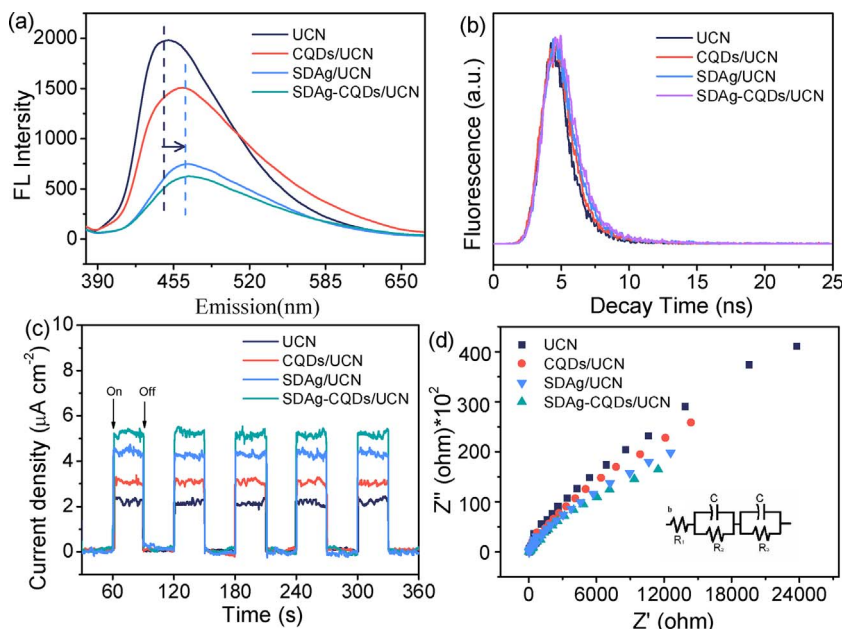 (a)
UCN
CQDs/UCN
SDAg/UCN
SDAg-CQDs/UCN
2000
1500
1000
500
0
FL Intersity
390 455 520 585 650
Emission(nm)
(b)
UCN
CQDs/UCN
SDAg/UCN
SDAg-CQDs/UCN
Fluorescence (a.u.)
0 5 10 15 20 25
Decay Time (ns)
(c)
UCN
CQDs/UCN
SDAg/UCN
SDAg-CQDs/UCN
On Off
10
8
6
4
2
0
Current density (μA cm-2)
60 120 180 240 300 360
Time (s)
(d)
UCN
CQDs/UCN
SDAg/UCN
SDAg-CQDs/UCN
400
300
200
100
0
Z" (ohm)*10^2
b
C C
R₁ R₂ R₃
0 6000 12000 18000 24000
Z' (ohm)